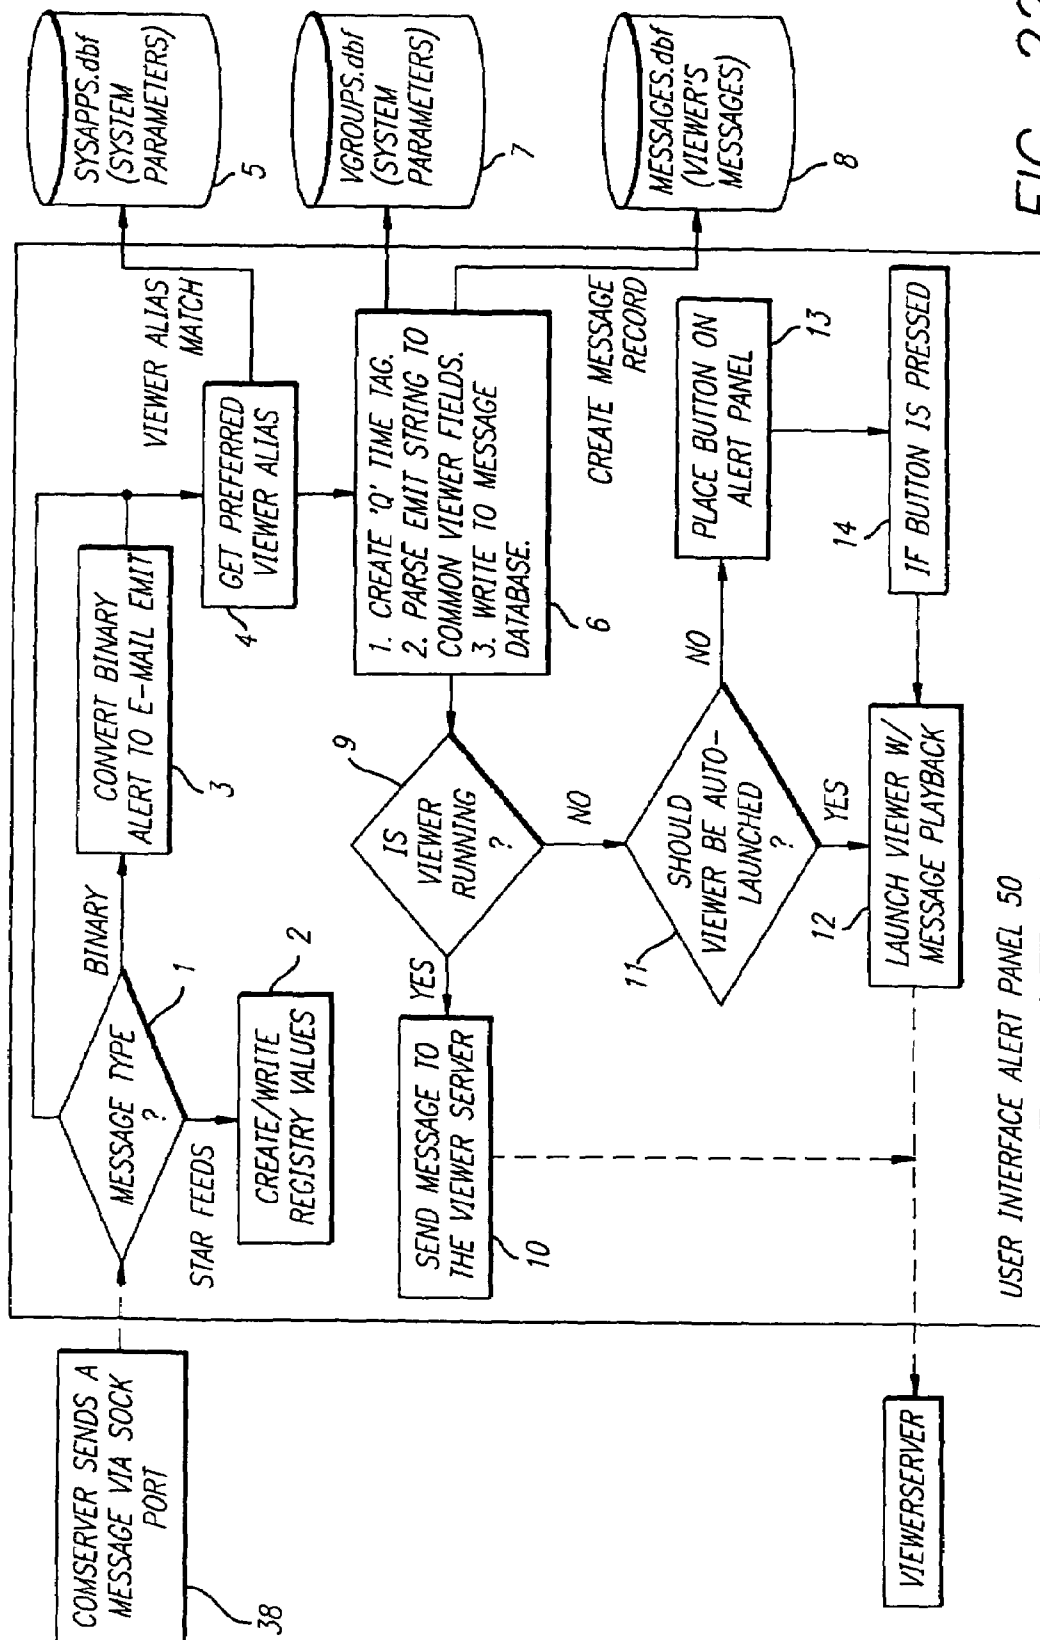 COMSERVER SENDS A
MESSAGE VIA SOCK
PORT
38
MESSAGE TYPE
?
1
BINARY
STAR FEEDS
CREATE/WRITE
REGISTRY VALUES
2
CONVERT BINARY
ALERT TO E-MAIL EMIT
3
GET PREFERRED
VIEWER ALIAS
4
VIEWER ALIAS
MATCH
SYSAPPS.dbf
(SYSTEM
PARAMETERS)
5
1. CREATE 'Q' TIME TAG.
2. PARSE EMIT STRING TO
COMMON VIEWER FIELDS.
3. WRITE TO MESSAGE
DATABASE.
6
VGROUPS.dbf
(SYSTEM
PARAMETERS)
7
CREATE MESSAGE
RECORD
MESSAGES.dbf
(VIEWER'S
MESSAGES)
8
IS
VIEWER
RUNNING
?
9
YES
NO
SEND MESSAGE TO
THE VIEWER SERVER
10
SHOULD
VIEWER BE AUTO-
LAUNCHED
?
11
NO
YES
PLACE BUTTON ON
ALERT PANEL
13
IF BUTTON IS PRESSED
14
LAUNCH VIEWER W/
MESSAGE PLAYBACK
12
VIEWERSERVER
USER INTERFACE ALERT PANEL 50